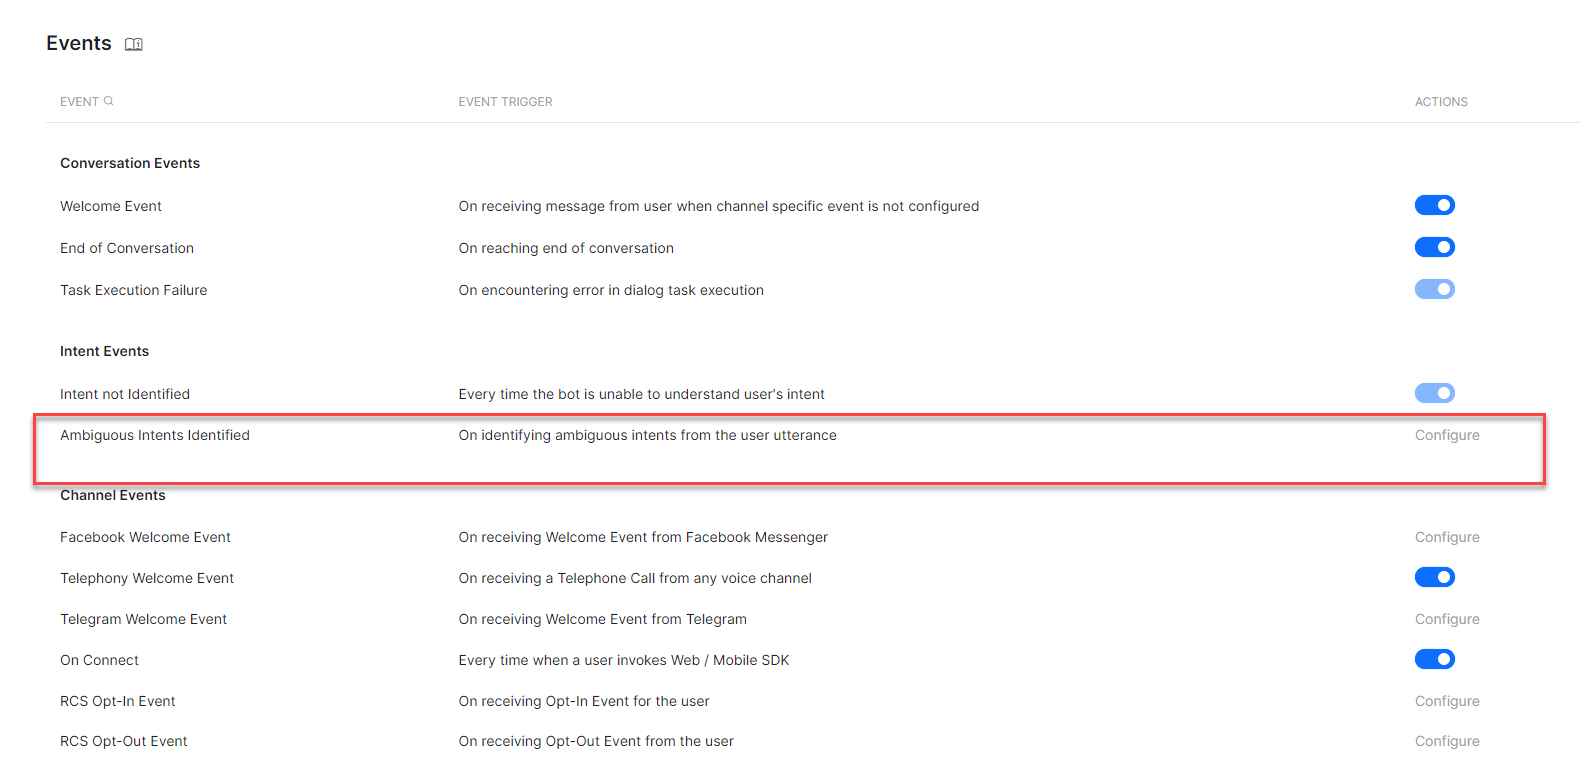 Events
EVENT EVENT TRIGGER ACTIONS
Conversation Events
Welcome Event On receiving message from user when channel specific event is not configured
End of Conversation On reaching end of conversation
Task Execution Failure On encountering error in dialog task execution
Intent Events
Intent not Identified Every time the bot is unable to understand user's intent
Ambiguous Intents Identified On identifying ambiguous intents from the user utterance Configure
Channel Events
Facebook Welcome Event On receiving Welcome Event from Facebook Messenger Configure
Telephony Welcome Event On receiving a Telephone Call from any voice channel
Telegram Welcome Event On receiving Welcome Event from Telegram Configure
On Connect Every time when a user invokes Web / Mobile SDK
RCS Opt-In Event On receiving Opt-In Event for the user Configure
RCS Opt-Out Event On receiving Opt-Out Event from the user Configure